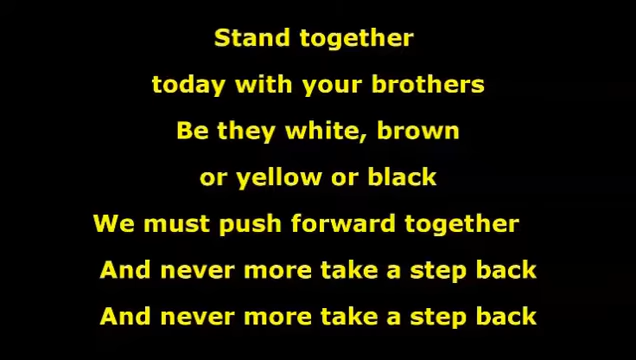 Stand together
today with your brothers
Be they white, brown
or yellow or black
We must push forward together
And never more take a step back
And never more take a step back